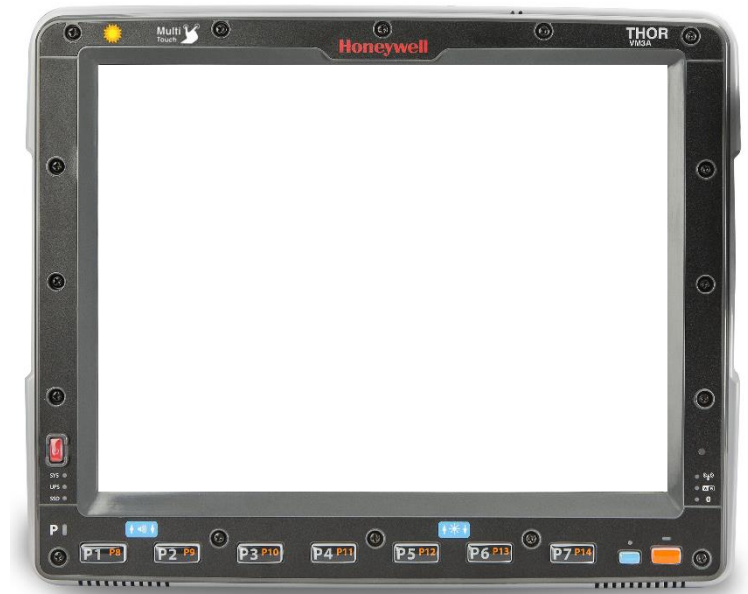 Multi
Touch
Honeywell
THOR
VM3A
SYS
UPS
SSD
P
P1 P8
P2 P9
P3 P10
P4 P11
P5 P12
P6 P13
P7 P14